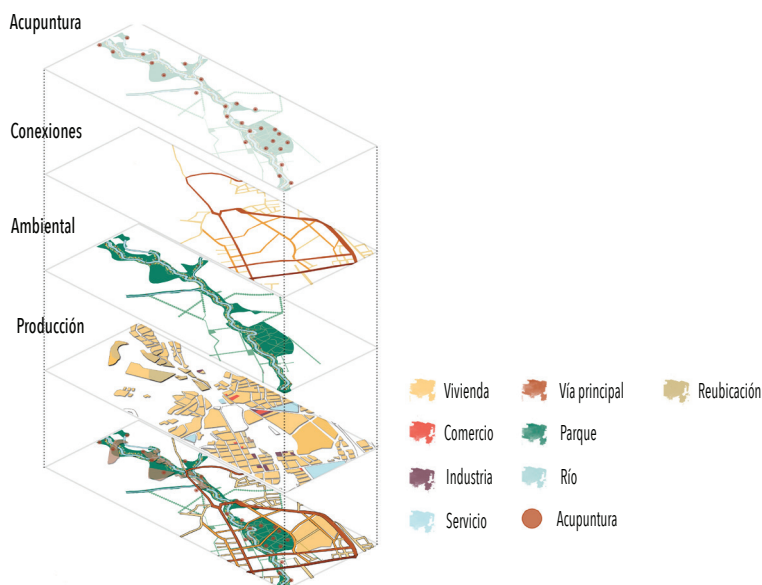 Acupuntura
Conexiones
Ambiental
Producción
Vivienda
Vía principal
Reubicación
Comercio
Parque
Industria
Río
Servicio
Acupuntura